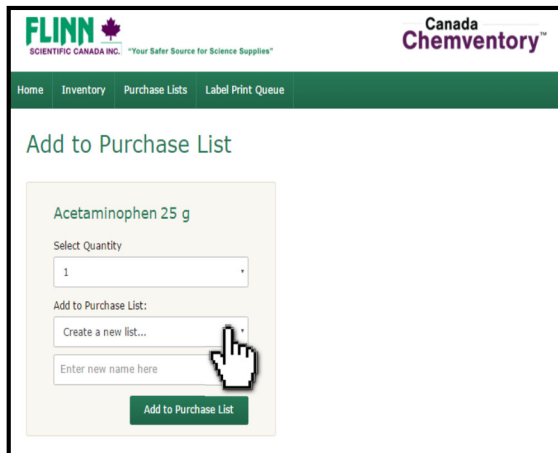 FLINN
SCIENTIFIC CANADA INC.
"Your Safer Source for Science Supplies"
Canada
Chemventory™
Home Inventory Purchase Lists Label Print Queue
Add to Purchase List
Acetaminophen 25 g
Select Quantity
1
Add to Purchase List:
Create a new list...
Enter new name here
Add to Purchase List